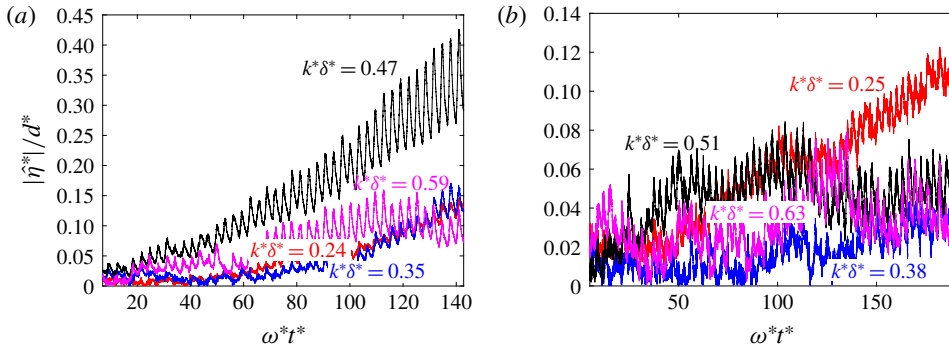 (a)
0.45
0.40
0.35
0.30
0.25
0.20
0.15
0.10
0.05
0
|η̂*|/d*
k*δ* = 0.47
k*δ* = 0.59
k*δ* = 0.24
k*δ* = 0.35
20 40 60 80 100 120 140
ω*t*
(b)
0.14
0.12
0.10
0.08
0.06
0.04
0.02
0
k*δ* = 0.25
k*δ* = 0.51
k*δ* = 0.63
k*δ* = 0.38
50 100 150
ω*t*